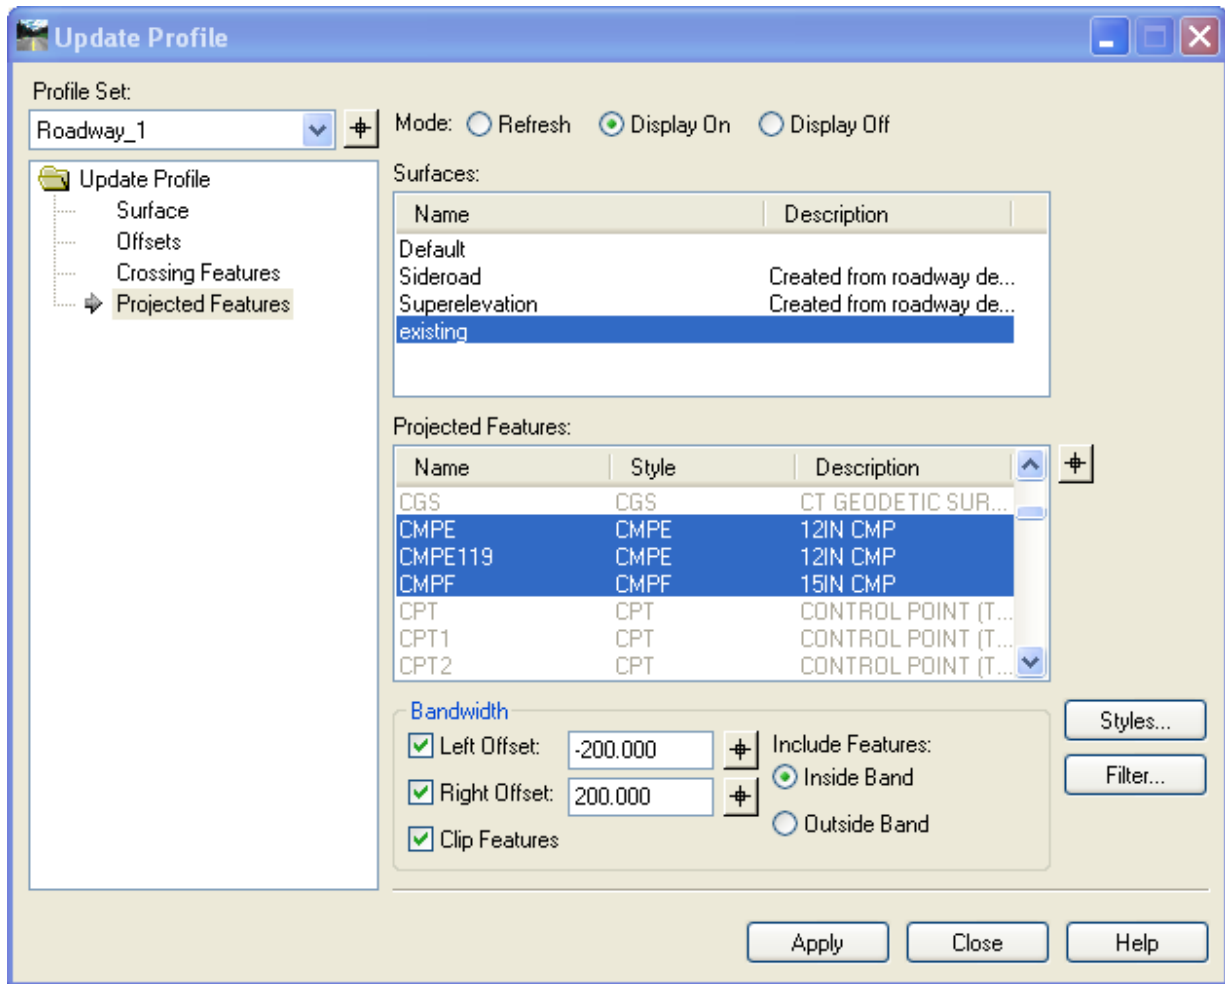 Update Profile
Profile Set:
Roadway_1
Mode: Refresh Display On Display Off
Update Profile
Surface
Offsets
Crossing Features
Projected Features
Surfaces:
Name Description
Default
Sideroad Created from roadway de...
Superelevation Created from roadway de...
existing
Projected Features:
Name Style Description
CGS CGS CT GEODETIC SUR...
CMPE CMPE 12IN CMP
CMPE119 CMPE 12IN CMP
CMPF CMPF 15IN CMP
CPT CPT CONTROL POINT (T...
CPT1 CPT CONTROL POINT (T...
CPT2 CPT CONTROL POINT (T...
Bandwidth
Left Offset: -200.000
Right Offset: 200.000
Clip Features
Include Features:
Inside Band
Outside Band
Styles...
Filter...
Apply Close Help